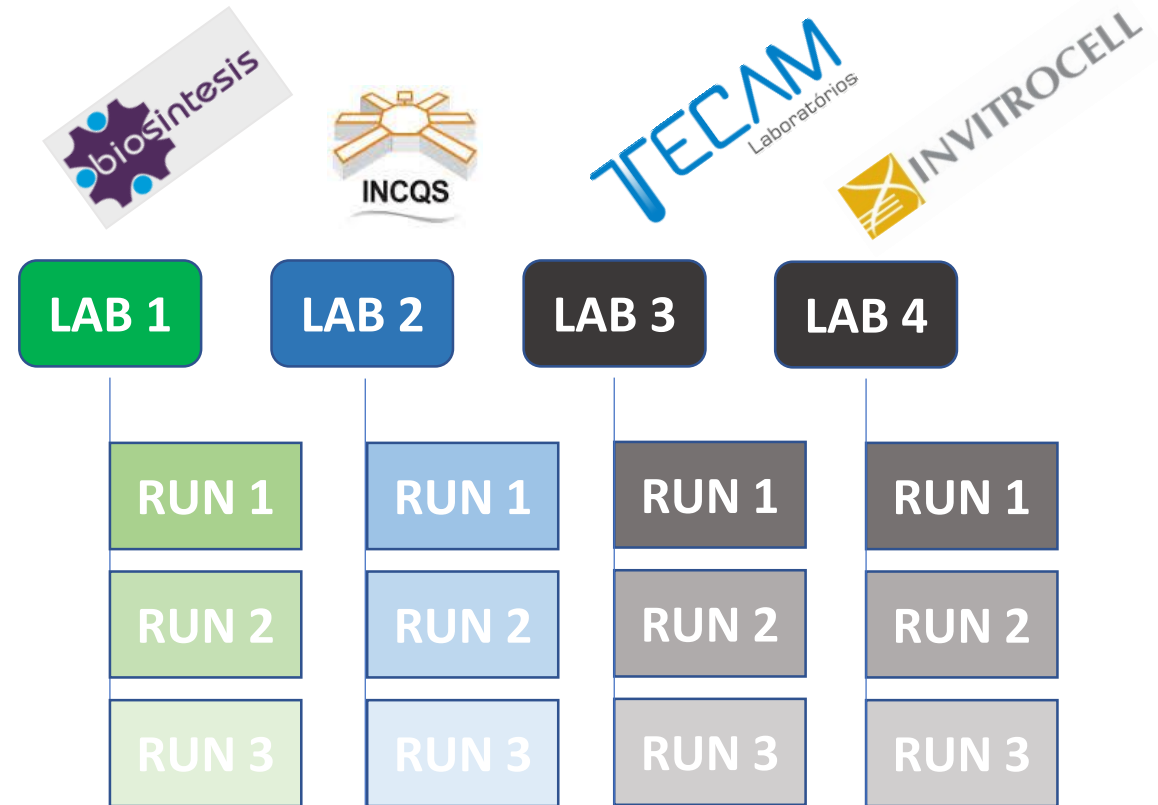 biosintesis
INCQS
TECAM
Laboratórios
INVITROCELL
LAB 1
LAB 2
LAB 3
LAB 4
RUN 1
RUN 1
RUN 1
RUN 1
RUN 2
RUN 2
RUN 2
RUN 2
RUN 3
RUN 3
RUN 3
RUN 3